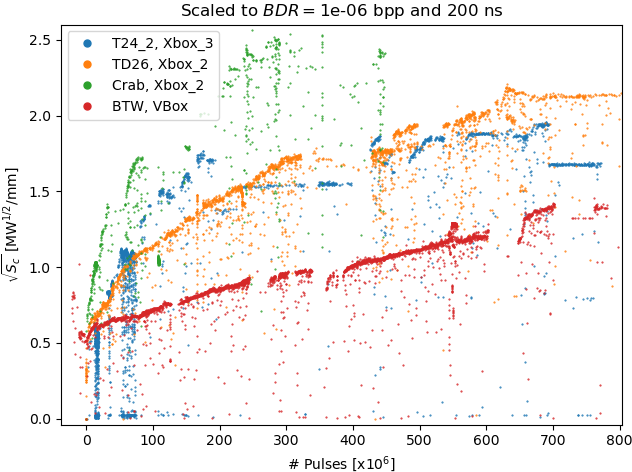 Scaled to BDR = 1e-06 bpp and 200 ns
T24_2, Xbox_3
TD26, Xbox_2
Crab, Xbox_2
BTW, VBox
√S_c [MW^{1/2}/mm]
2.5
2.0
1.5
1.0
0.5
0.0
0 100 200 300 400 500 600 700 800
# Pulses [x10^6]